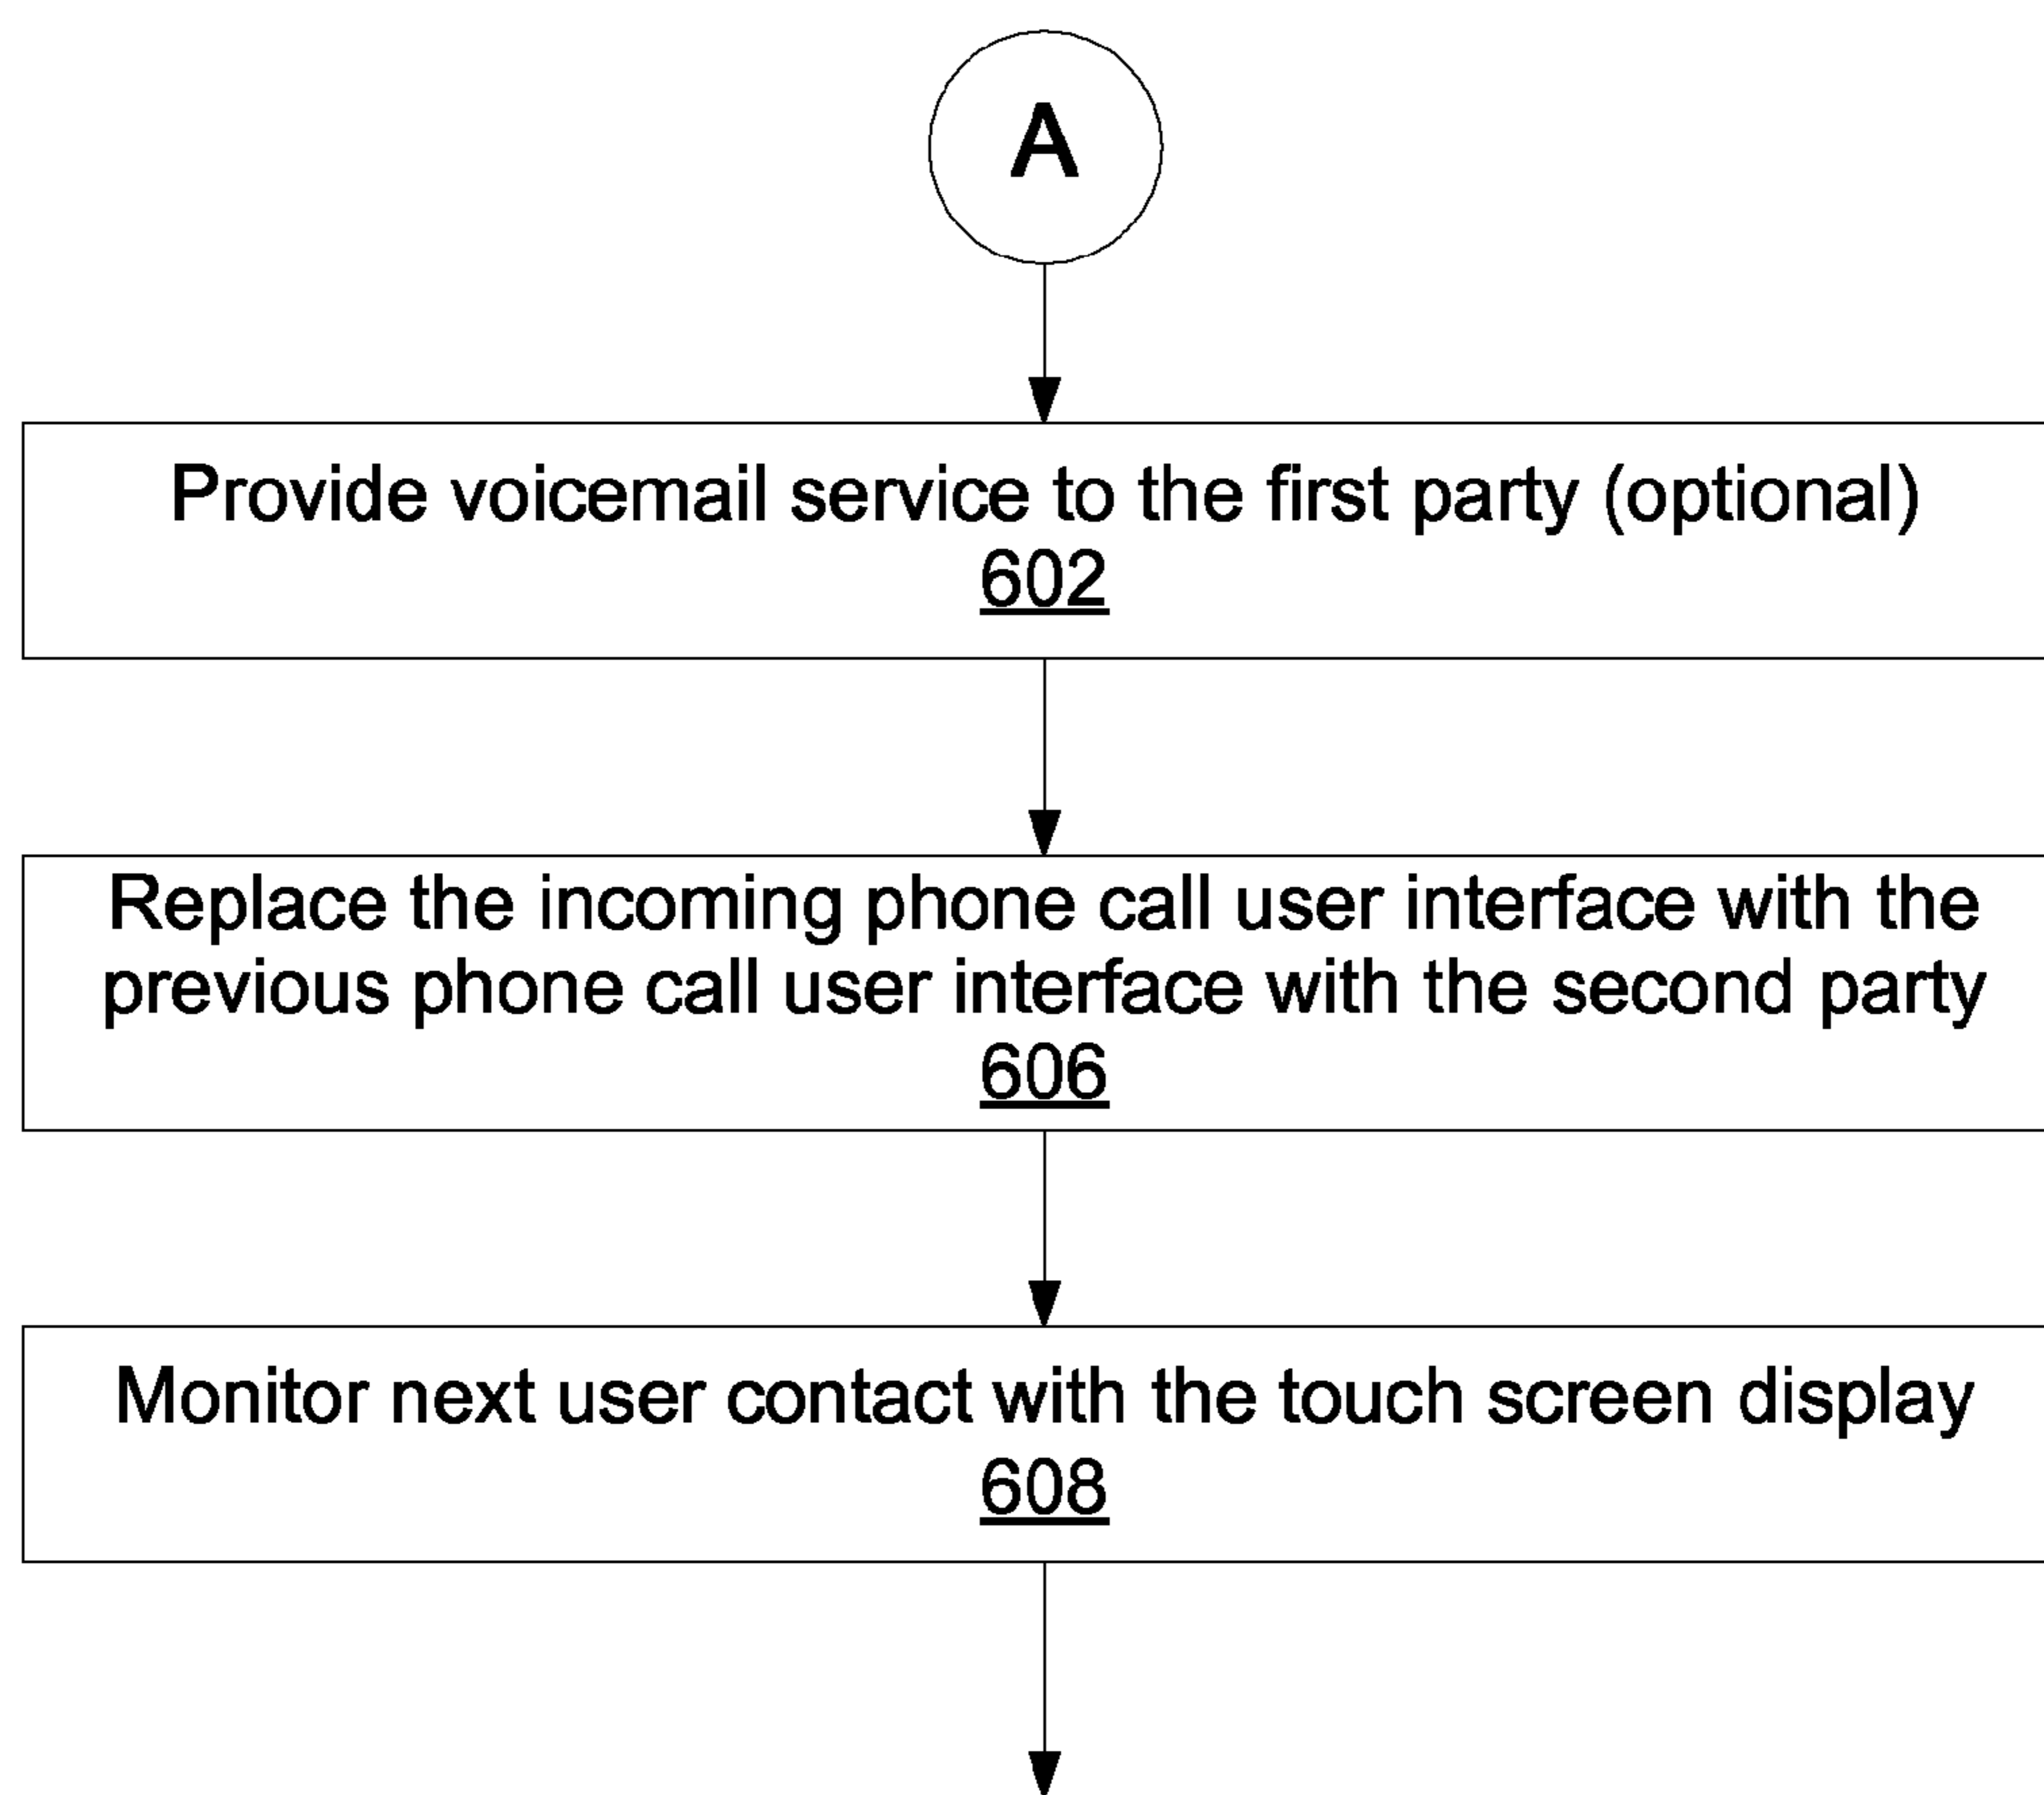 A
Provide voicemail service to the first party (optional)
602
Replace the incoming phone call user interface with the
previous phone call user interface with the second party
606
Monitor next user contact with the touch screen display
608